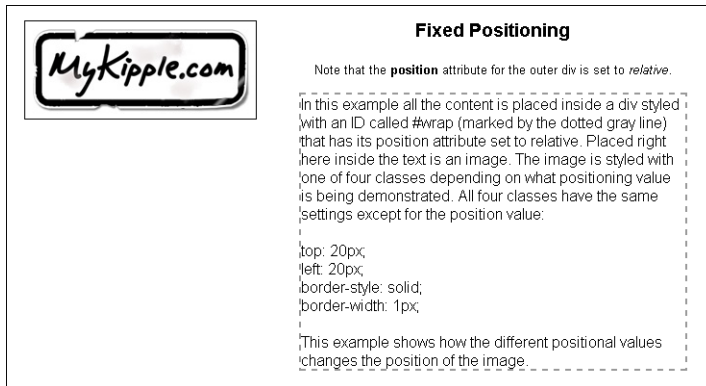 MyKipple.com
Fixed Positioning
Note that the position attribute for the outer div is set to relative.
In this example all the content is placed inside a div styled
with an ID called #wrap (marked by the dotted gray line)
that has its position attribute set to relative. Placed right
here inside the text is an image. The image is styled with
one of four classes depending on what positioning value
is being demonstrated. All four classes have the same
settings except for the position value:
top: 20px;
left: 20px;
border-style: solid;
border-width: 1px;
This example shows how the different positional values
changes the position of the image.